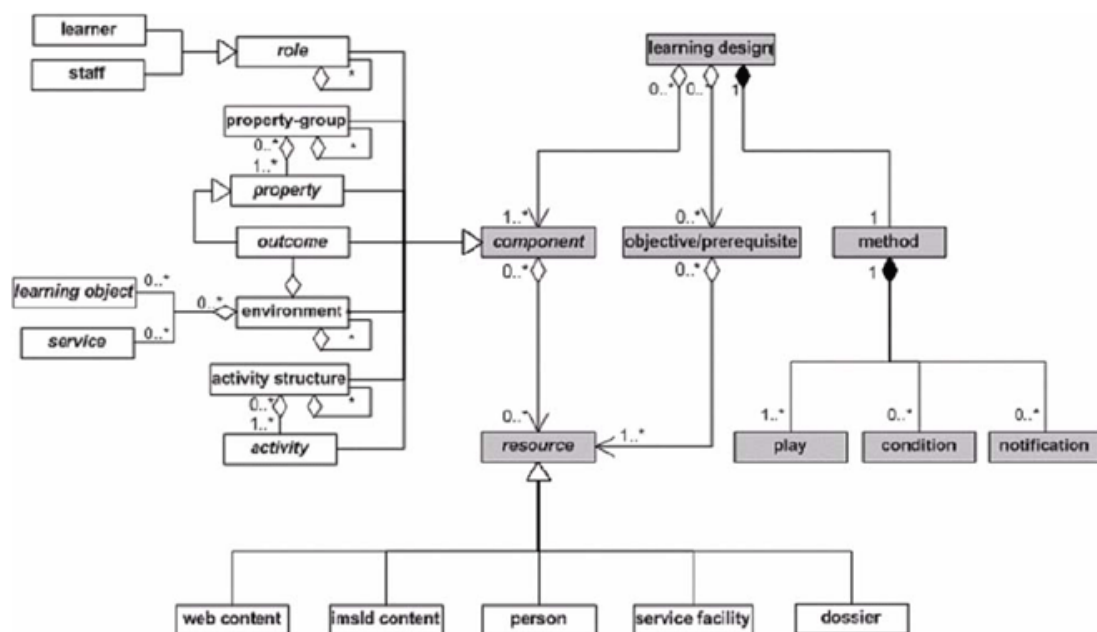 learner
staff
role
*
property-group
0..*
*
1..*
property
outcome
learning object
0..*
0..*
environment
service
0..*
*
activity structure
0..*
*
1..*
activity
learning design
0..*
0..*
1
1..*
0..*
1
component
objective/prerequisite
method
0..*
0..*
1
0..*
1..*
resource
1..*
0..*
0..*
play
condition
notification
web content
imsld content
person
service facility
dossier